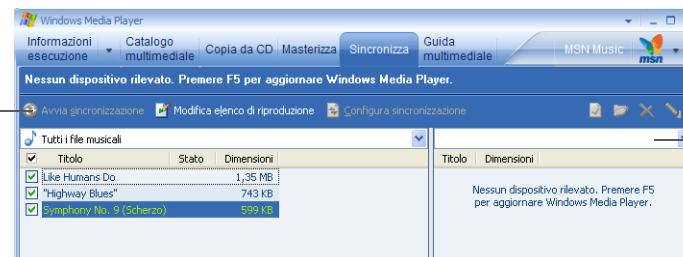 Windows Media Player
Informazioni esecuzione
Catalogo multimediale
Copia da CD
Masterizza
Sincronizza
Guida multimediale
MSN Music
msn
Nessun dispositivo rilevato. Premere F5 per aggiornare Windows Media Player.
Avvia sincronizzazione Modifica elenco di riproduzione Configura sincronizzazione
Tutti i file musicali
Titolo Stato Dimensioni
Titolo Dimensioni
Like Humans Do 1,35 MB
"Highway Blues" 743 KB
Symphony No. 9 (Scherzo) 599 KB
Nessun dispositivo rilevato. Premere F5
per aggiornare Windows Media Player.